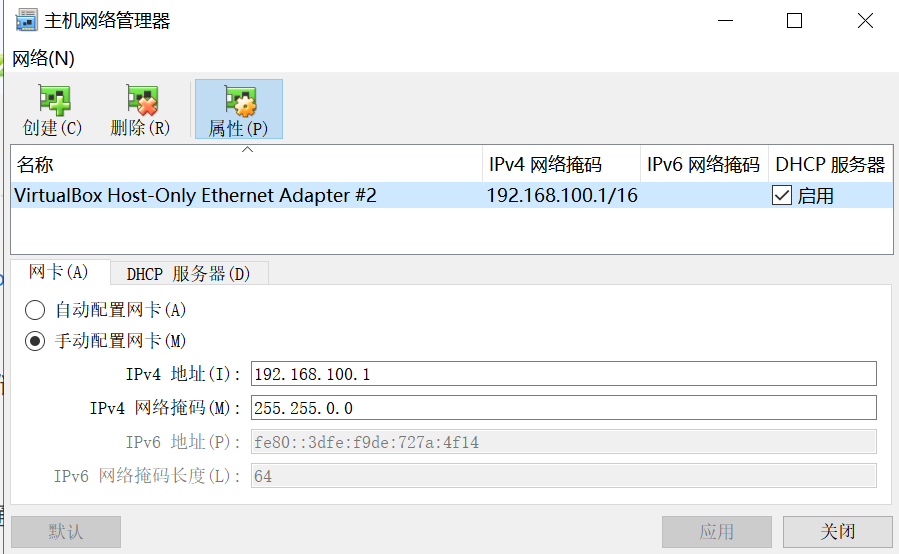 主机网络管理器
网络(N)
创建(C) 删除(R) 属性(P)
名称 IPv4 网络掩码 IPv6 网络掩码 DHCP 服务器
VirtualBox Host-Only Ethernet Adapter #2 192.168.100.1/16 启用
网卡(A) DHCP 服务器(D)
自动配置网卡(A)
手动配置网卡(M)
IPv4 地址(I): 192.168.100.1
IPv4 网络掩码(M): 255.255.0.0
IPv6 地址(P): fe80::3dfe:f9de:727a:4f14
IPv6 网络掩码长度(L): 64
默认 应用 关闭